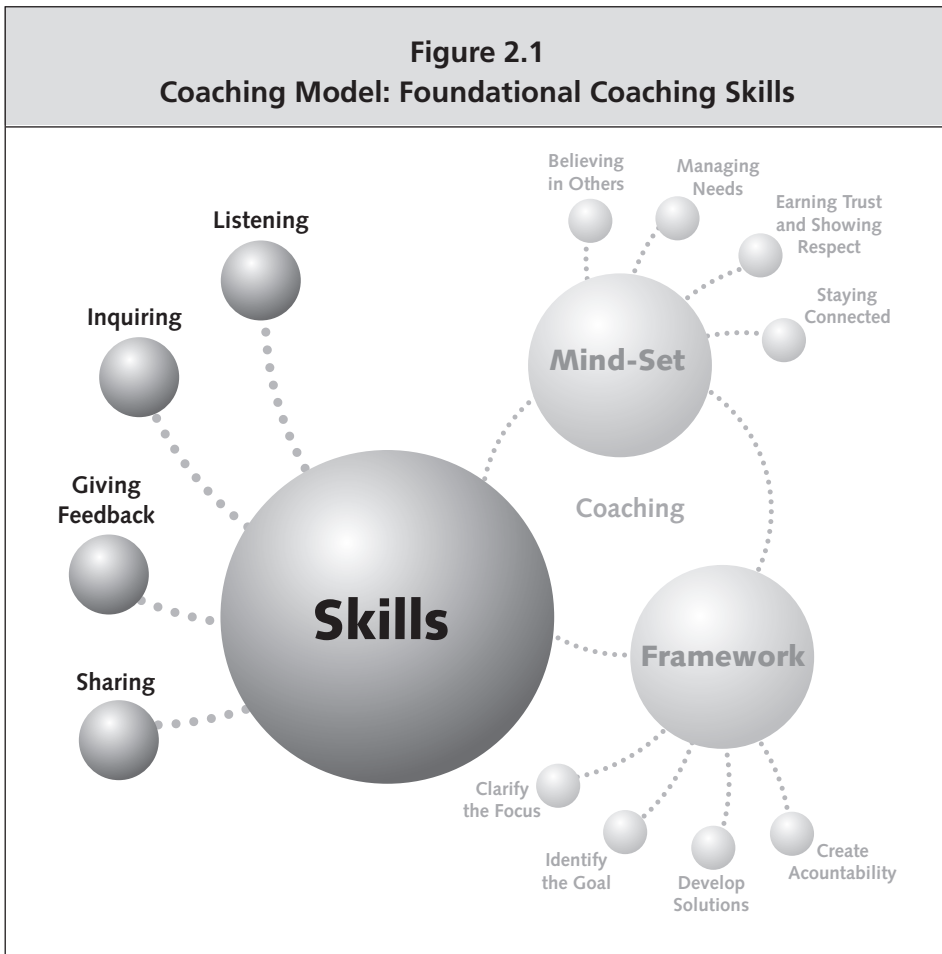 Figure 2.1
Coaching Model: Foundational Coaching Skills
Listening
Inquiring
Giving
Feedback
Sharing
Skills
Believing
in Others
Managing
Needs
Earning Trust
and Showing
Respect
Staying
Connected
Mind-Set
Coaching
Framework
Clarify
the Focus
Identify
the Goal
Develop
Solutions
Create
Acountability